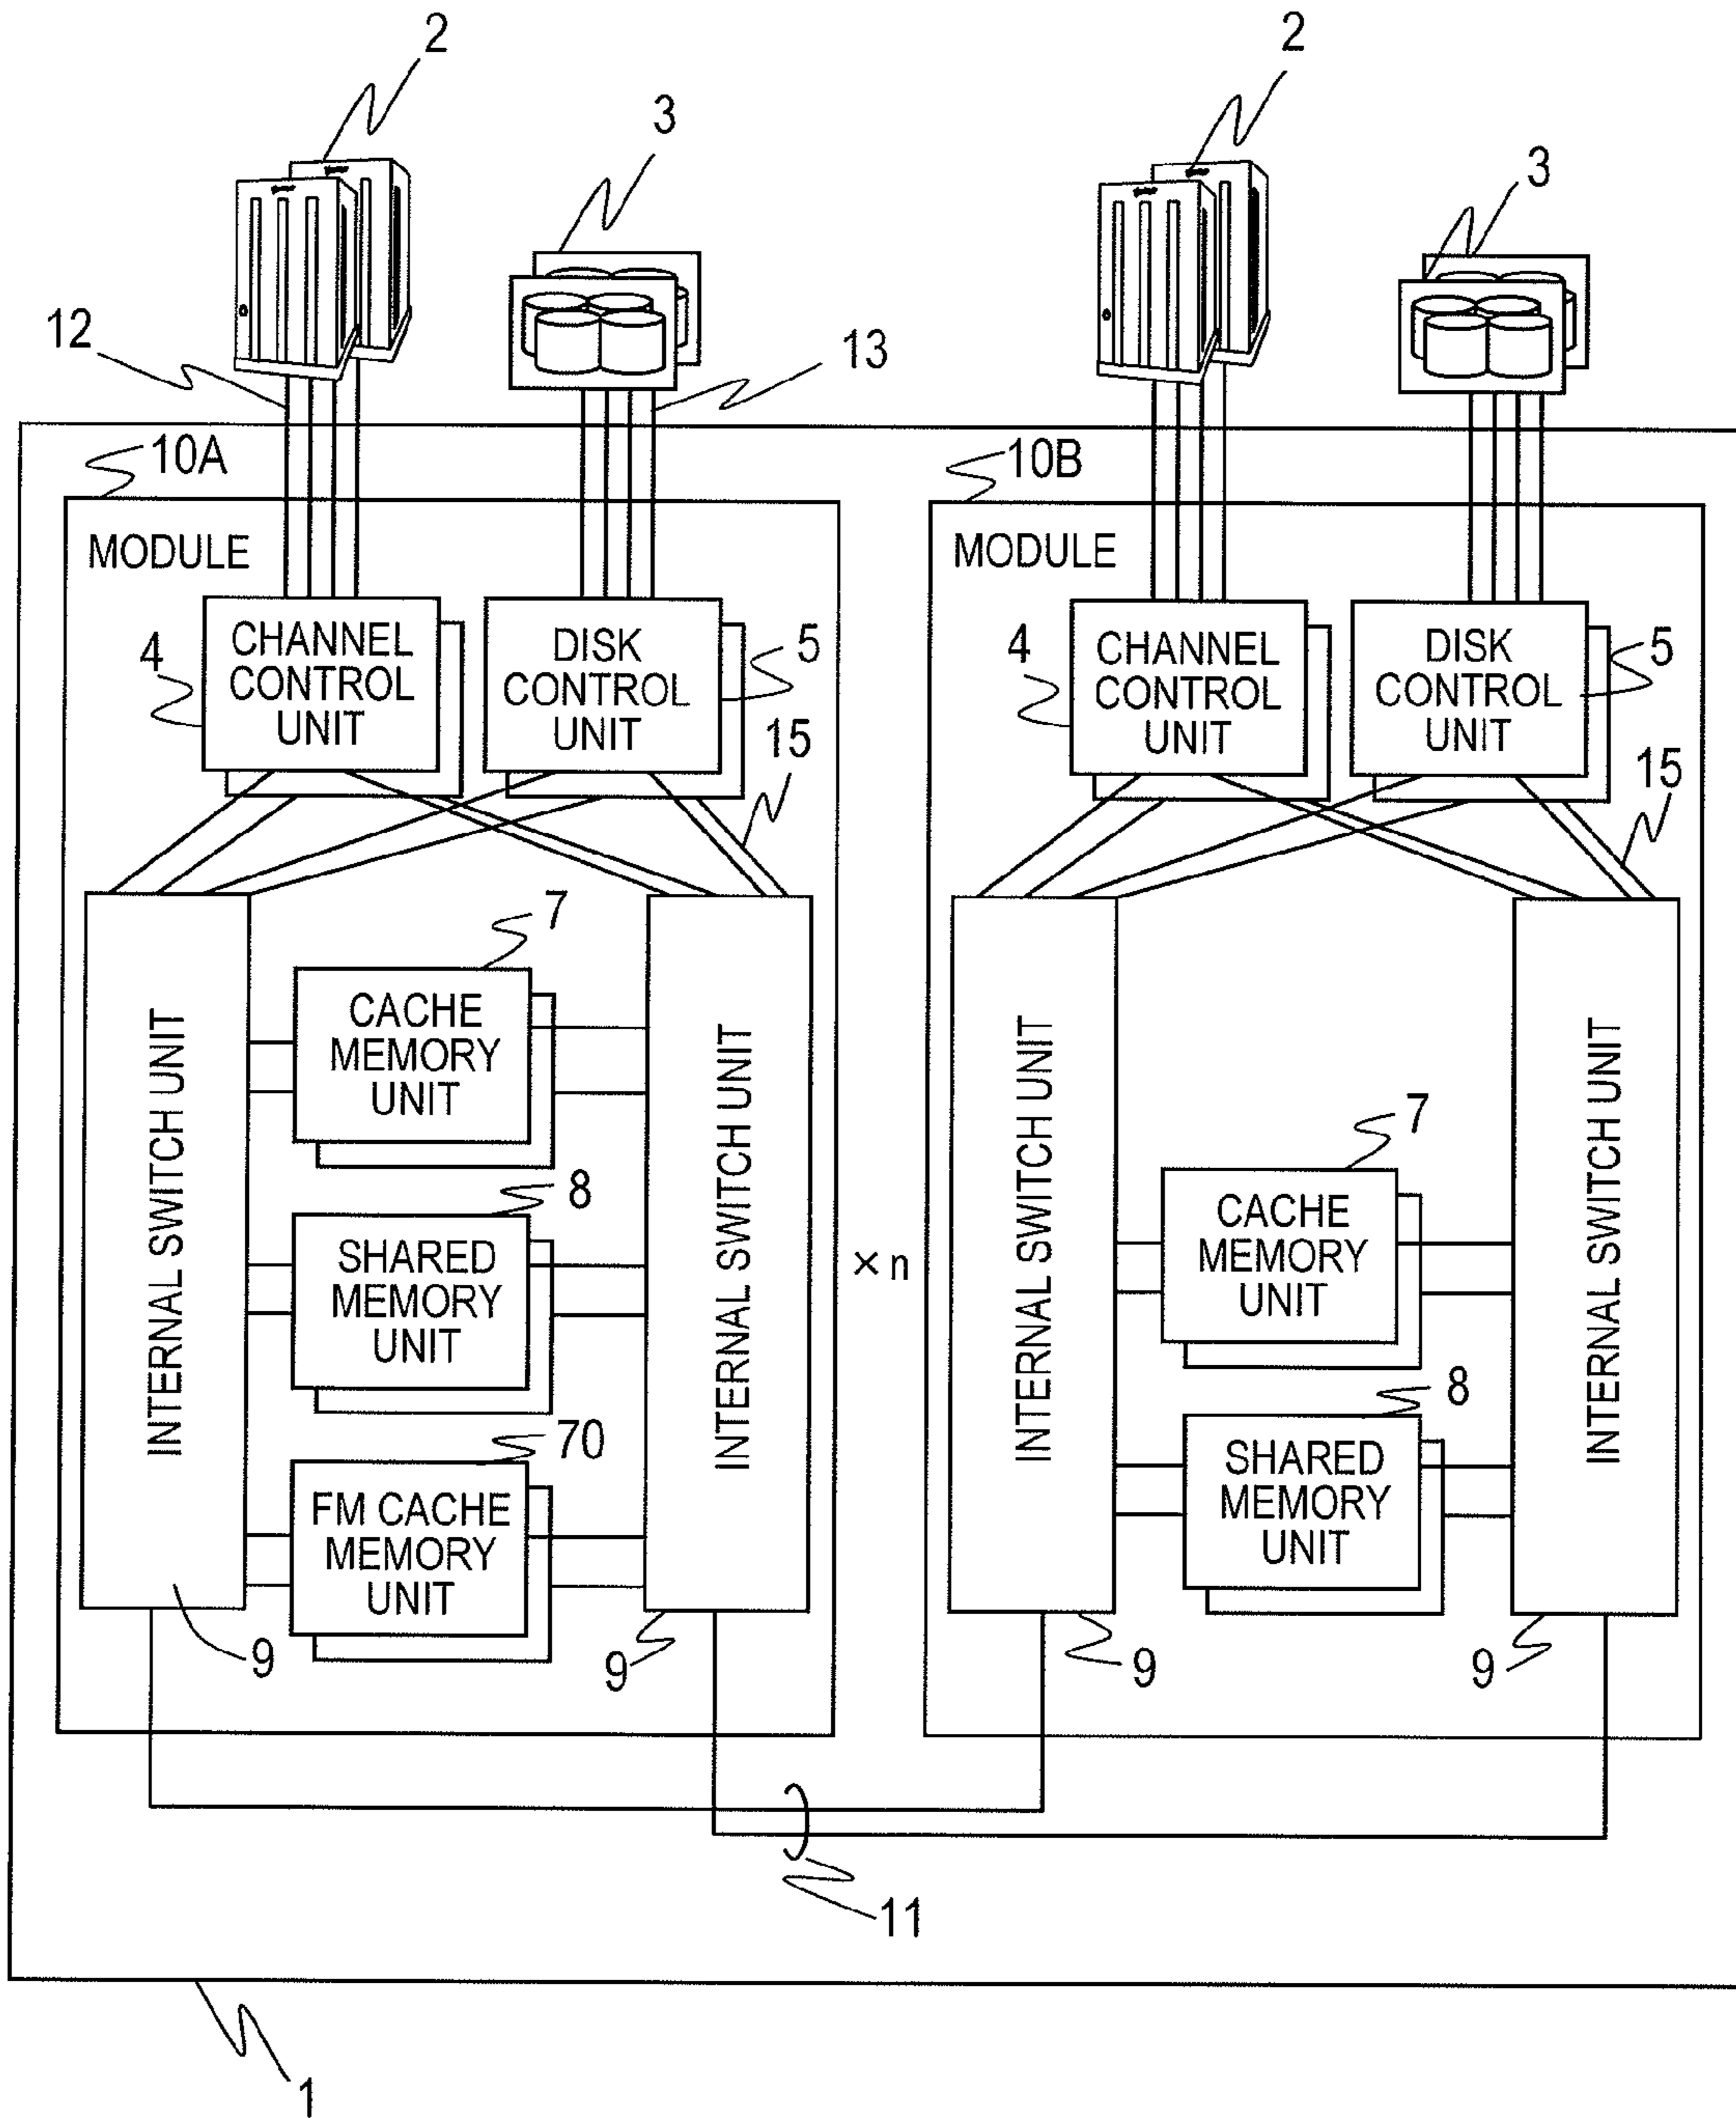 2
2
3
3
12
13
10A
10B
MODULE
MODULE
4
CHANNEL
CONTROL
UNIT
DISK
CONTROL
UNIT
5
15
4
CHANNEL
CONTROL
UNIT
DISK
CONTROL
UNIT
5
15
INTERNAL SWITCH UNIT
7
CACHE
MEMORY
UNIT
8
SHARED
MEMORY
UNIT
70
FM CACHE
MEMORY
UNIT
INTERNAL SWITCH UNIT
9
9
×n
INTERNAL SWITCH UNIT
7
CACHE
MEMORY
UNIT
8
SHARED
MEMORY
UNIT
INTERNAL SWITCH UNIT
9
9
11
1